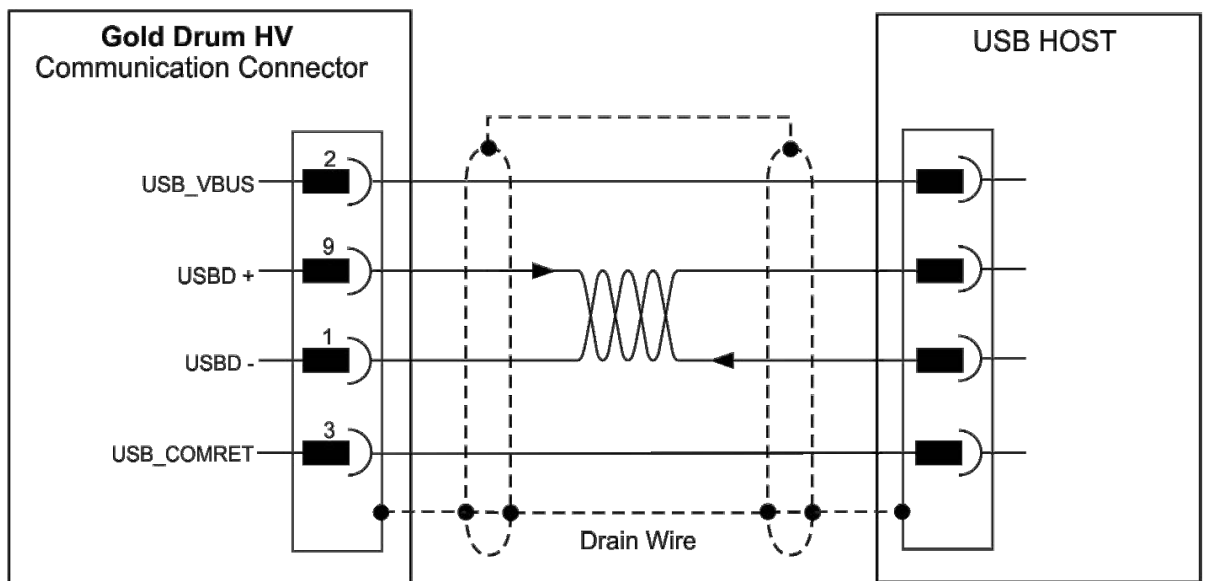 Gold Drum HV
Communication Connector
USB HOST
2
USB_VBUS
9
USBD +
1
USBD -
3
USB_COMRET
Drain Wire